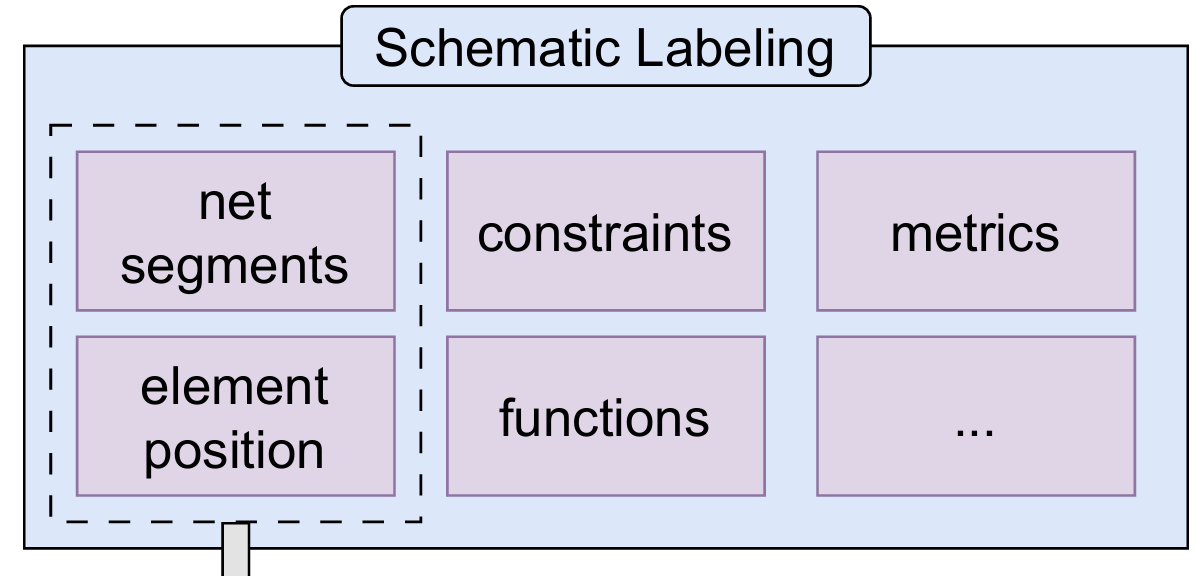 Schematic Labeling
net
segments
constraints
metrics
element
position
functions
...